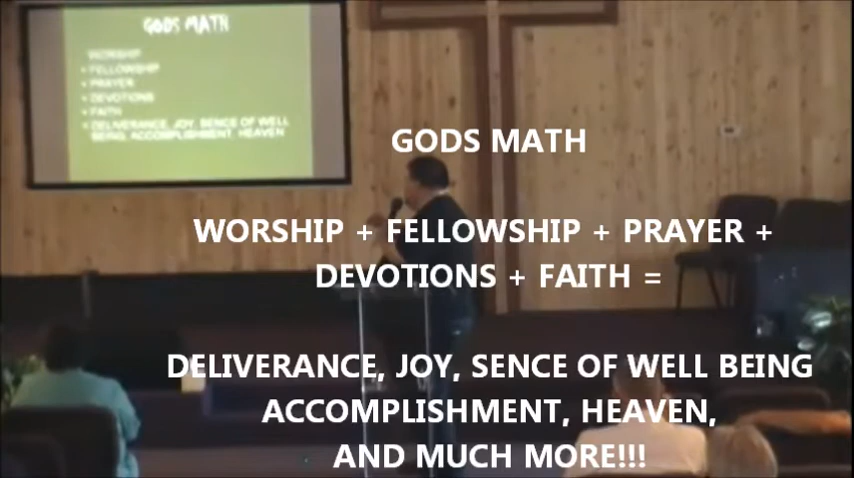 GODS MATH
WORSHIP
• FELLOWSHIP
• PRAYER
• DEVOTIONS
• FAITH
• DELIVERANCE, JOY, SENCE OF WELL
BEING, ACCOMPLISHMENT, HEAVEN
GODS MATH
WORSHIP + FELLOWSHIP + PRAYER +
DEVOTIONS + FAITH =
DELIVERANCE, JOY, SENCE OF WELL BEING
ACCOMPLISHMENT, HEAVEN,
AND MUCH MORE!!!